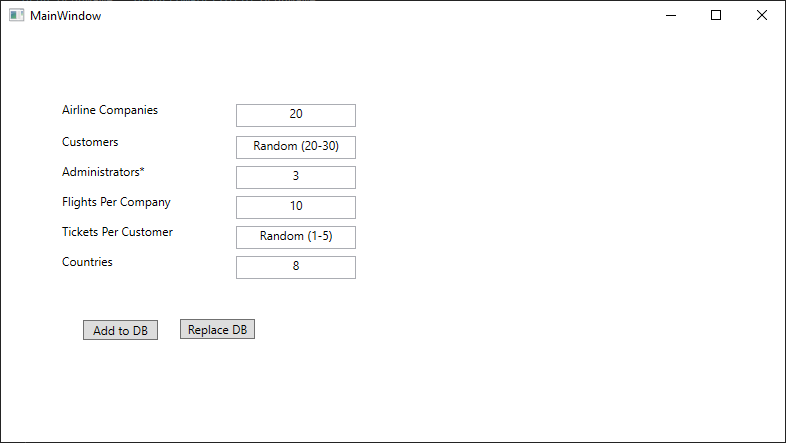 MainWindow
Airline Companies 20
Customers Random (20-30)
Administrators* 3
Flights Per Company 10
Tickets Per Customer Random (1-5)
Countries 8
Add to DB Replace DB